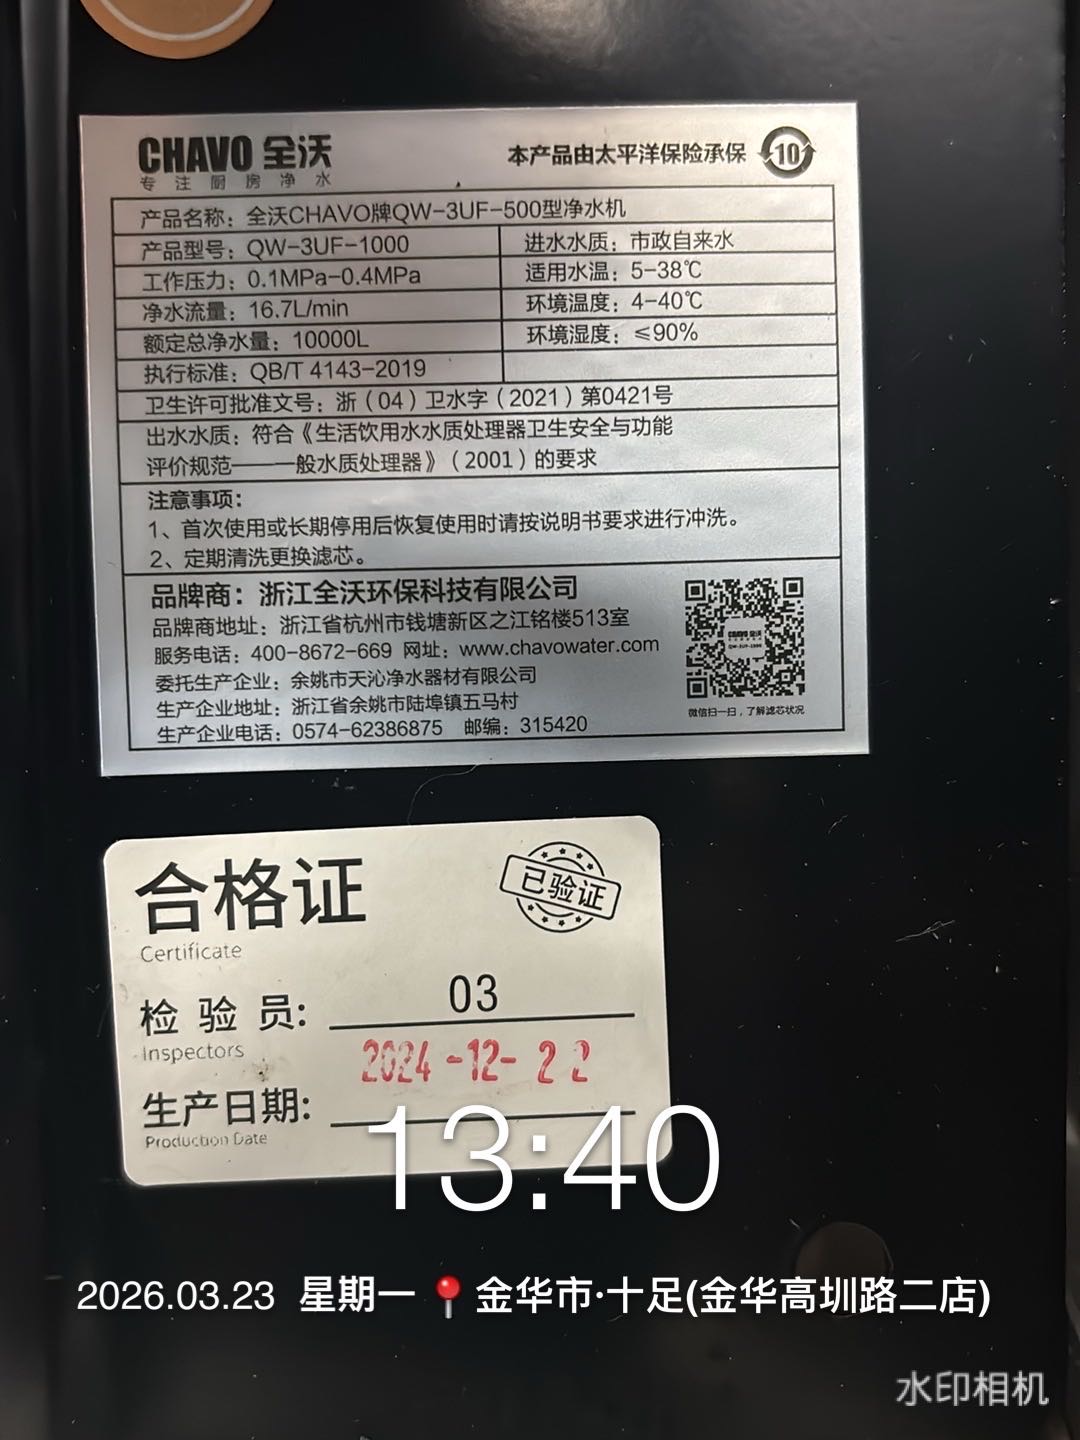 CHAVO 全沃
专注厨房净水
本产品由太平洋保险承保 10
产品名称：全沃CHAVO牌QW-3UF-500型净水机
产品型号：QW-3UF-1000 进水水质：市政自来水
工作压力：0.1MPa-0.4MPa 适用水温：5-38℃
净水流量：16.7L/min 环境温度：4-40℃
额定总净水量：10000L 环境湿度：≤90%
执行标准：QB/T 4143-2019
卫生许可批准文号：浙（04）卫水字（2021）第0421号
出水水质：符合《生活饮用水水质处理器卫生安全与功能
评价规范——一般水质处理器》（2001）的要求
注意事项：
1、首次使用或长期停用后恢复使用时请按说明书要求进行冲洗。
2、定期清洗更换滤芯。
品牌商：浙江全沃环保科技有限公司
品牌商地址：浙江省杭州市钱塘新区之江铭楼513室
服务电话：400-8672-669 网址：www.chavowater.com
委托生产企业：余姚市天沁净水器材有限公司
生产企业地址：浙江省余姚市陆埠镇五马村
生产企业电话：0574-62386875 邮编：315420
CHAVO 全沃
微信扫一扫，了解滤芯状况
合格证
Certificate
已验证
检验员: 03
Inspectors
2024-12-22
生产日期:
Production Date
13:40
2026.03.23 星期一 金华市·十足(金华高圳路二店)
水印相机